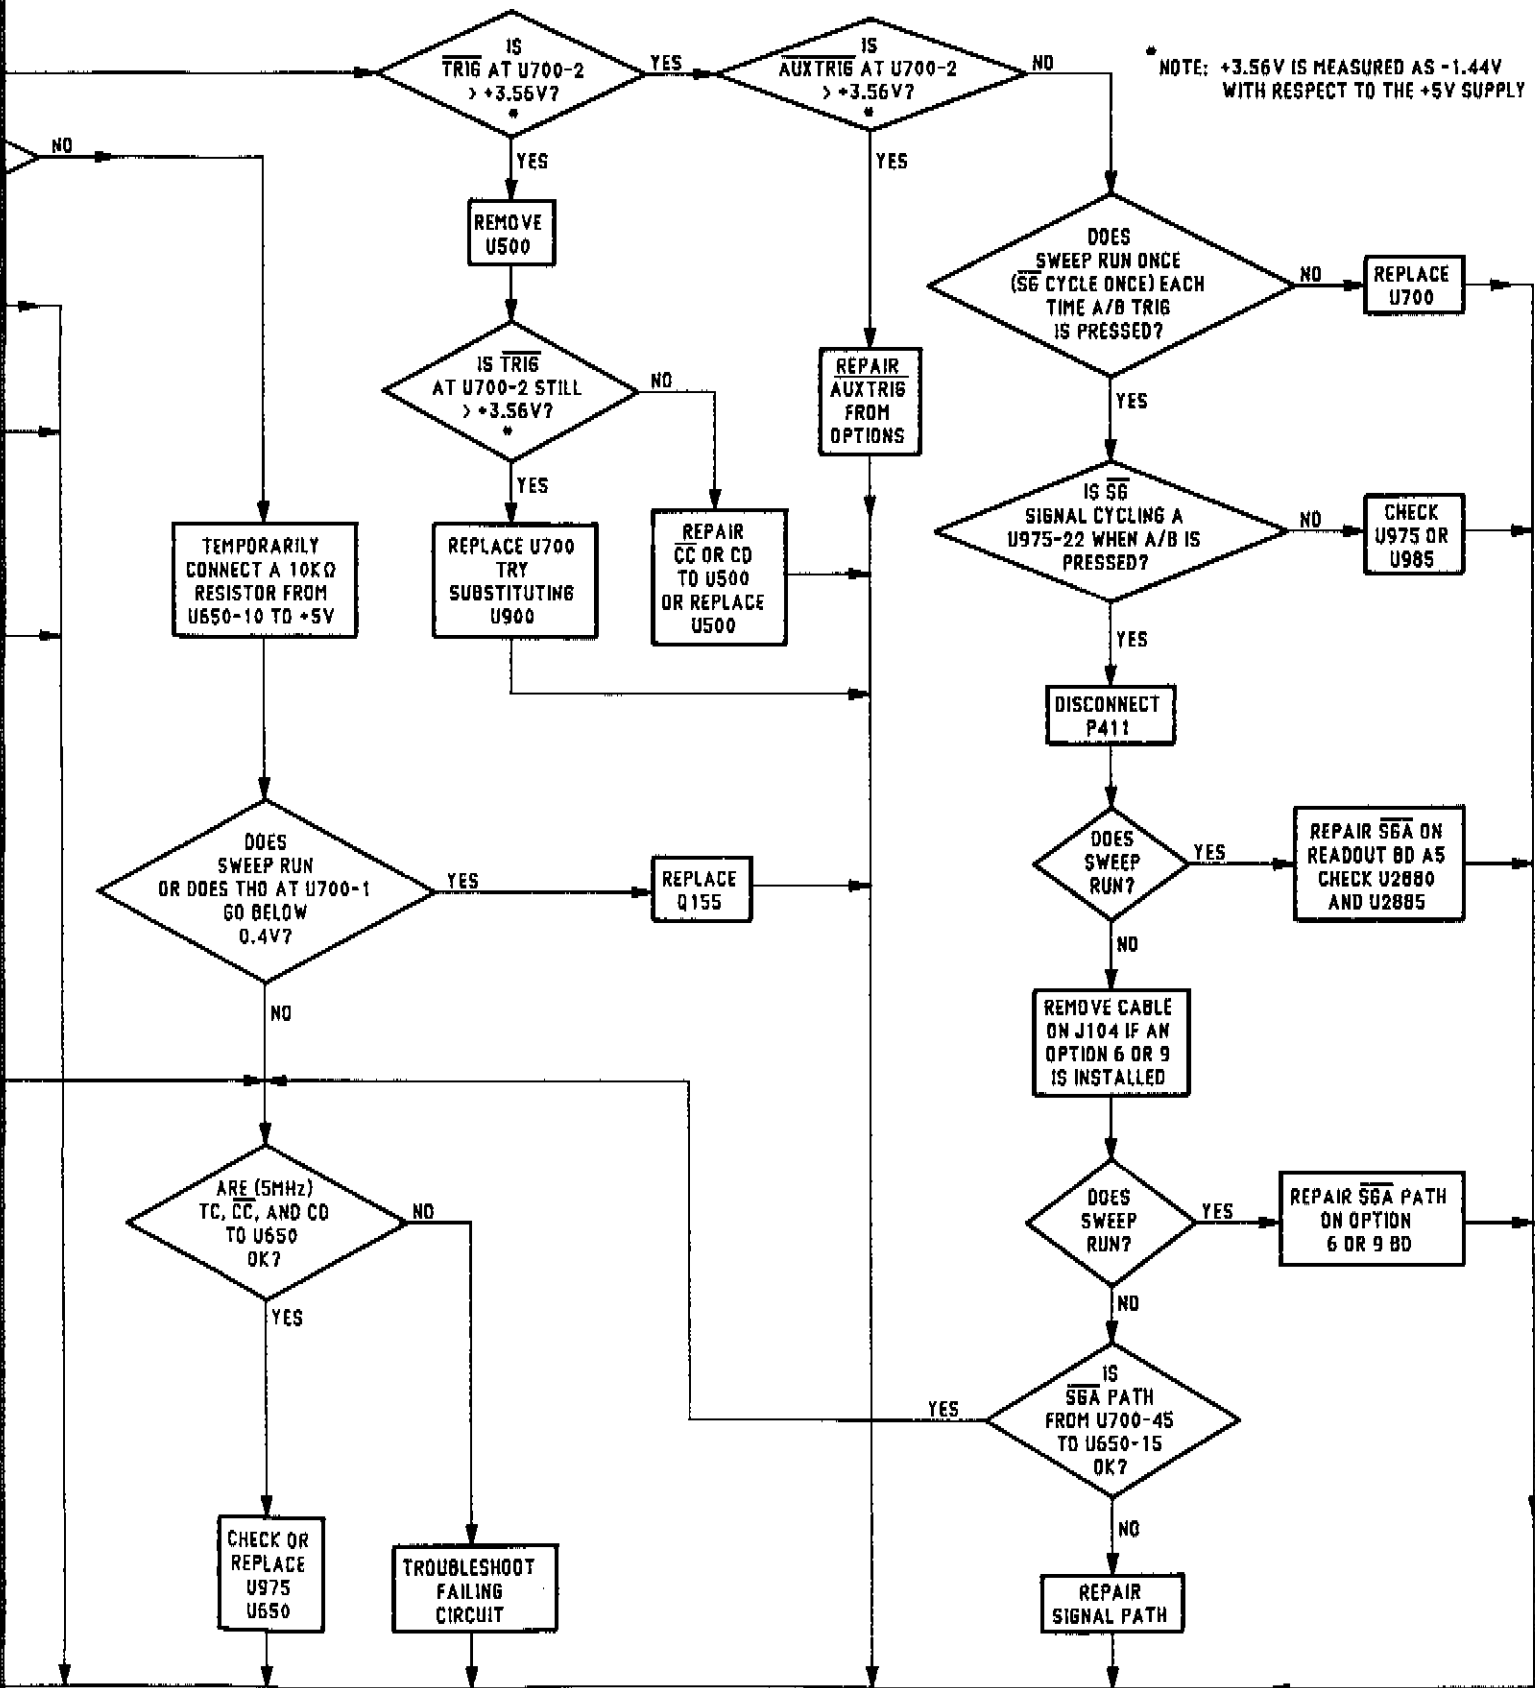 IS
TRIG AT U700-2
> +3.56V?
*
YES
YES
IS
AUXTRIG AT U700-2
> +3.56V?
*
NO
YES
* NOTE: +3.56V IS MEASURED AS -1.44V
WITH RESPECT TO THE +5V SUPPLY
NO
REMOVE
U500
DOES
SWEEP RUN ONCE
(SG CYCLE ONCE) EACH
TIME A/B TRIG
IS PRESSED?
NO
YES
REPLACE
U700
IS TRIG
AT U700-2 STILL
> +3.56V?
*
NO
YES
REPAIR
AUXTRIG
FROM
OPTIONS
IS SG
SIGNAL CYCLING A
U975-22 WHEN A/B IS
PRESSED?
NO
YES
CHECK
U975 OR
U985
TEMPORARILY
CONNECT A 10KΩ
RESISTOR FROM
U650-10 TO +5V
REPLACE U700
TRY
SUBSTITUTING
U900
REPAIR
CC OR CD
TO U500
OR REPLACE
U500
DISCONNECT
P411
DOES
SWEEP RUN
OR DOES THO AT U700-1
GO BELOW
0.4V?
YES
NO
REPLACE
Q155
DOES
SWEEP
RUN?
YES
NO
REPAIR SGA ON
READOUT BD A5
CHECK U2880
AND U2885
REMOVE CABLE
ON J104 IF AN
OPTION 6 OR 9
IS INSTALLED
ARE (5MHz)
TC, CC, AND CD
TO U650
OK?
NO
YES
DOES
SWEEP
RUN?
YES
NO
REPAIR SGA PATH
ON OPTION
6 OR 9 BD
IS
SGA PATH
FROM U700-45
TO U650-15
OK?
YES
NO
CHECK OR
REPLACE
U975
U650
TROUBLESHOOT
FAILING
CIRCUIT
REPAIR
SIGNAL PATH